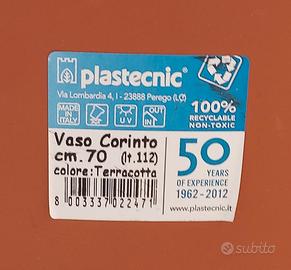 plastecnic®
Via Lombardia 4, I - 23888 Perego (LC)
MADE IN ITALY
U.V.
100%
RECYCLABLE
NON-TOXIC
Vaso Corinto
cm.70 (lt.112)
colore:Terracotta
8 003337 022471
50
YEARS
OF EXPERIENCE
1962-2012
www.plastecnic.it
subito